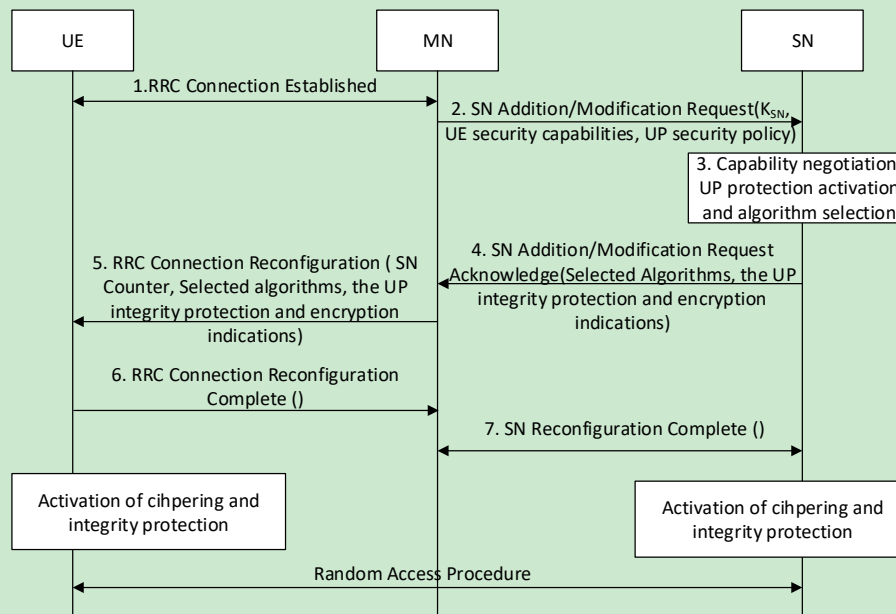 UE
MN
SN
1.RRC Connection Established
2. SN Addition/Modification Request(KSN,
UE security capabilities, UP security policy)
3. Capability negotiation
UP protection activation
and algorithm selection
4. SN Addition/Modification Request
Acknowledge(Selected Algorithms, the UP
integrity protection and encryption
indications)
5. RRC Connection Reconfiguration ( SN
Counter, Selected algorithms, the UP
integrity protection and encryption
indications)
6. RRC Connection Reconfiguration
Complete ()
7. SN Reconfiguration Complete ()
Activation of cihpering and
integrity protection
Activation of cihpering and
integrity protection
Random Access Procedure